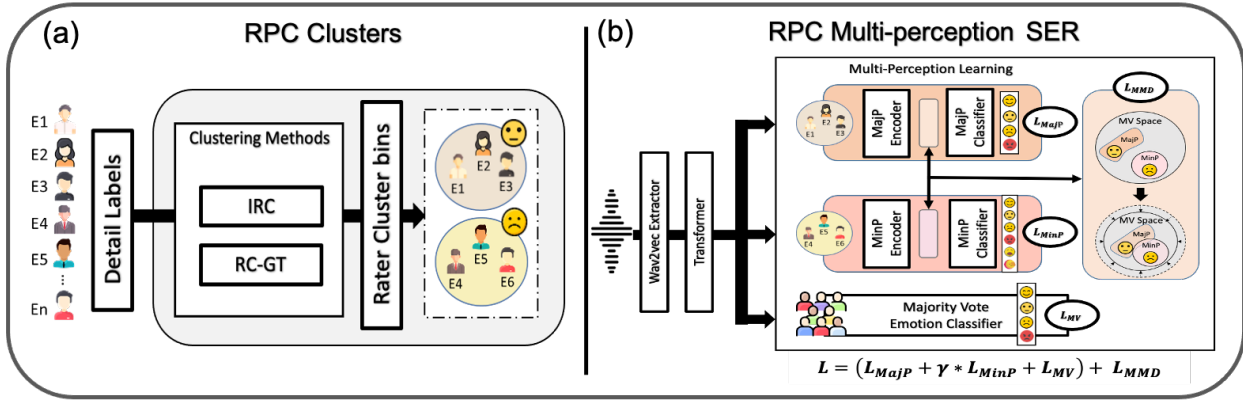 (a)
RPC Clusters
E1
E2
E3
E4
E5
En
Detail Labels
Clustering Methods
IRC
RC-GT
Rater Cluster bins
E1
E2
E3
E4
E5
E6
(b)
RPC Multi-perception SER
Wav2vec Extractor
Transformer
Multi-Perception Learning
E1
E2
E3
MajP
Encoder
MajP
Classifier
L_MajP
E4
E5
E6
MinP
Encoder
MinP
Classifier
L_MinP
Majority Vote
Emotion Classifier
L_MV
L_MMD
MV Space
MajP
MinP
MV Space
MajP
MinP
L = (L_MajP + γ * L_MinP + L_MV) + L_MMD